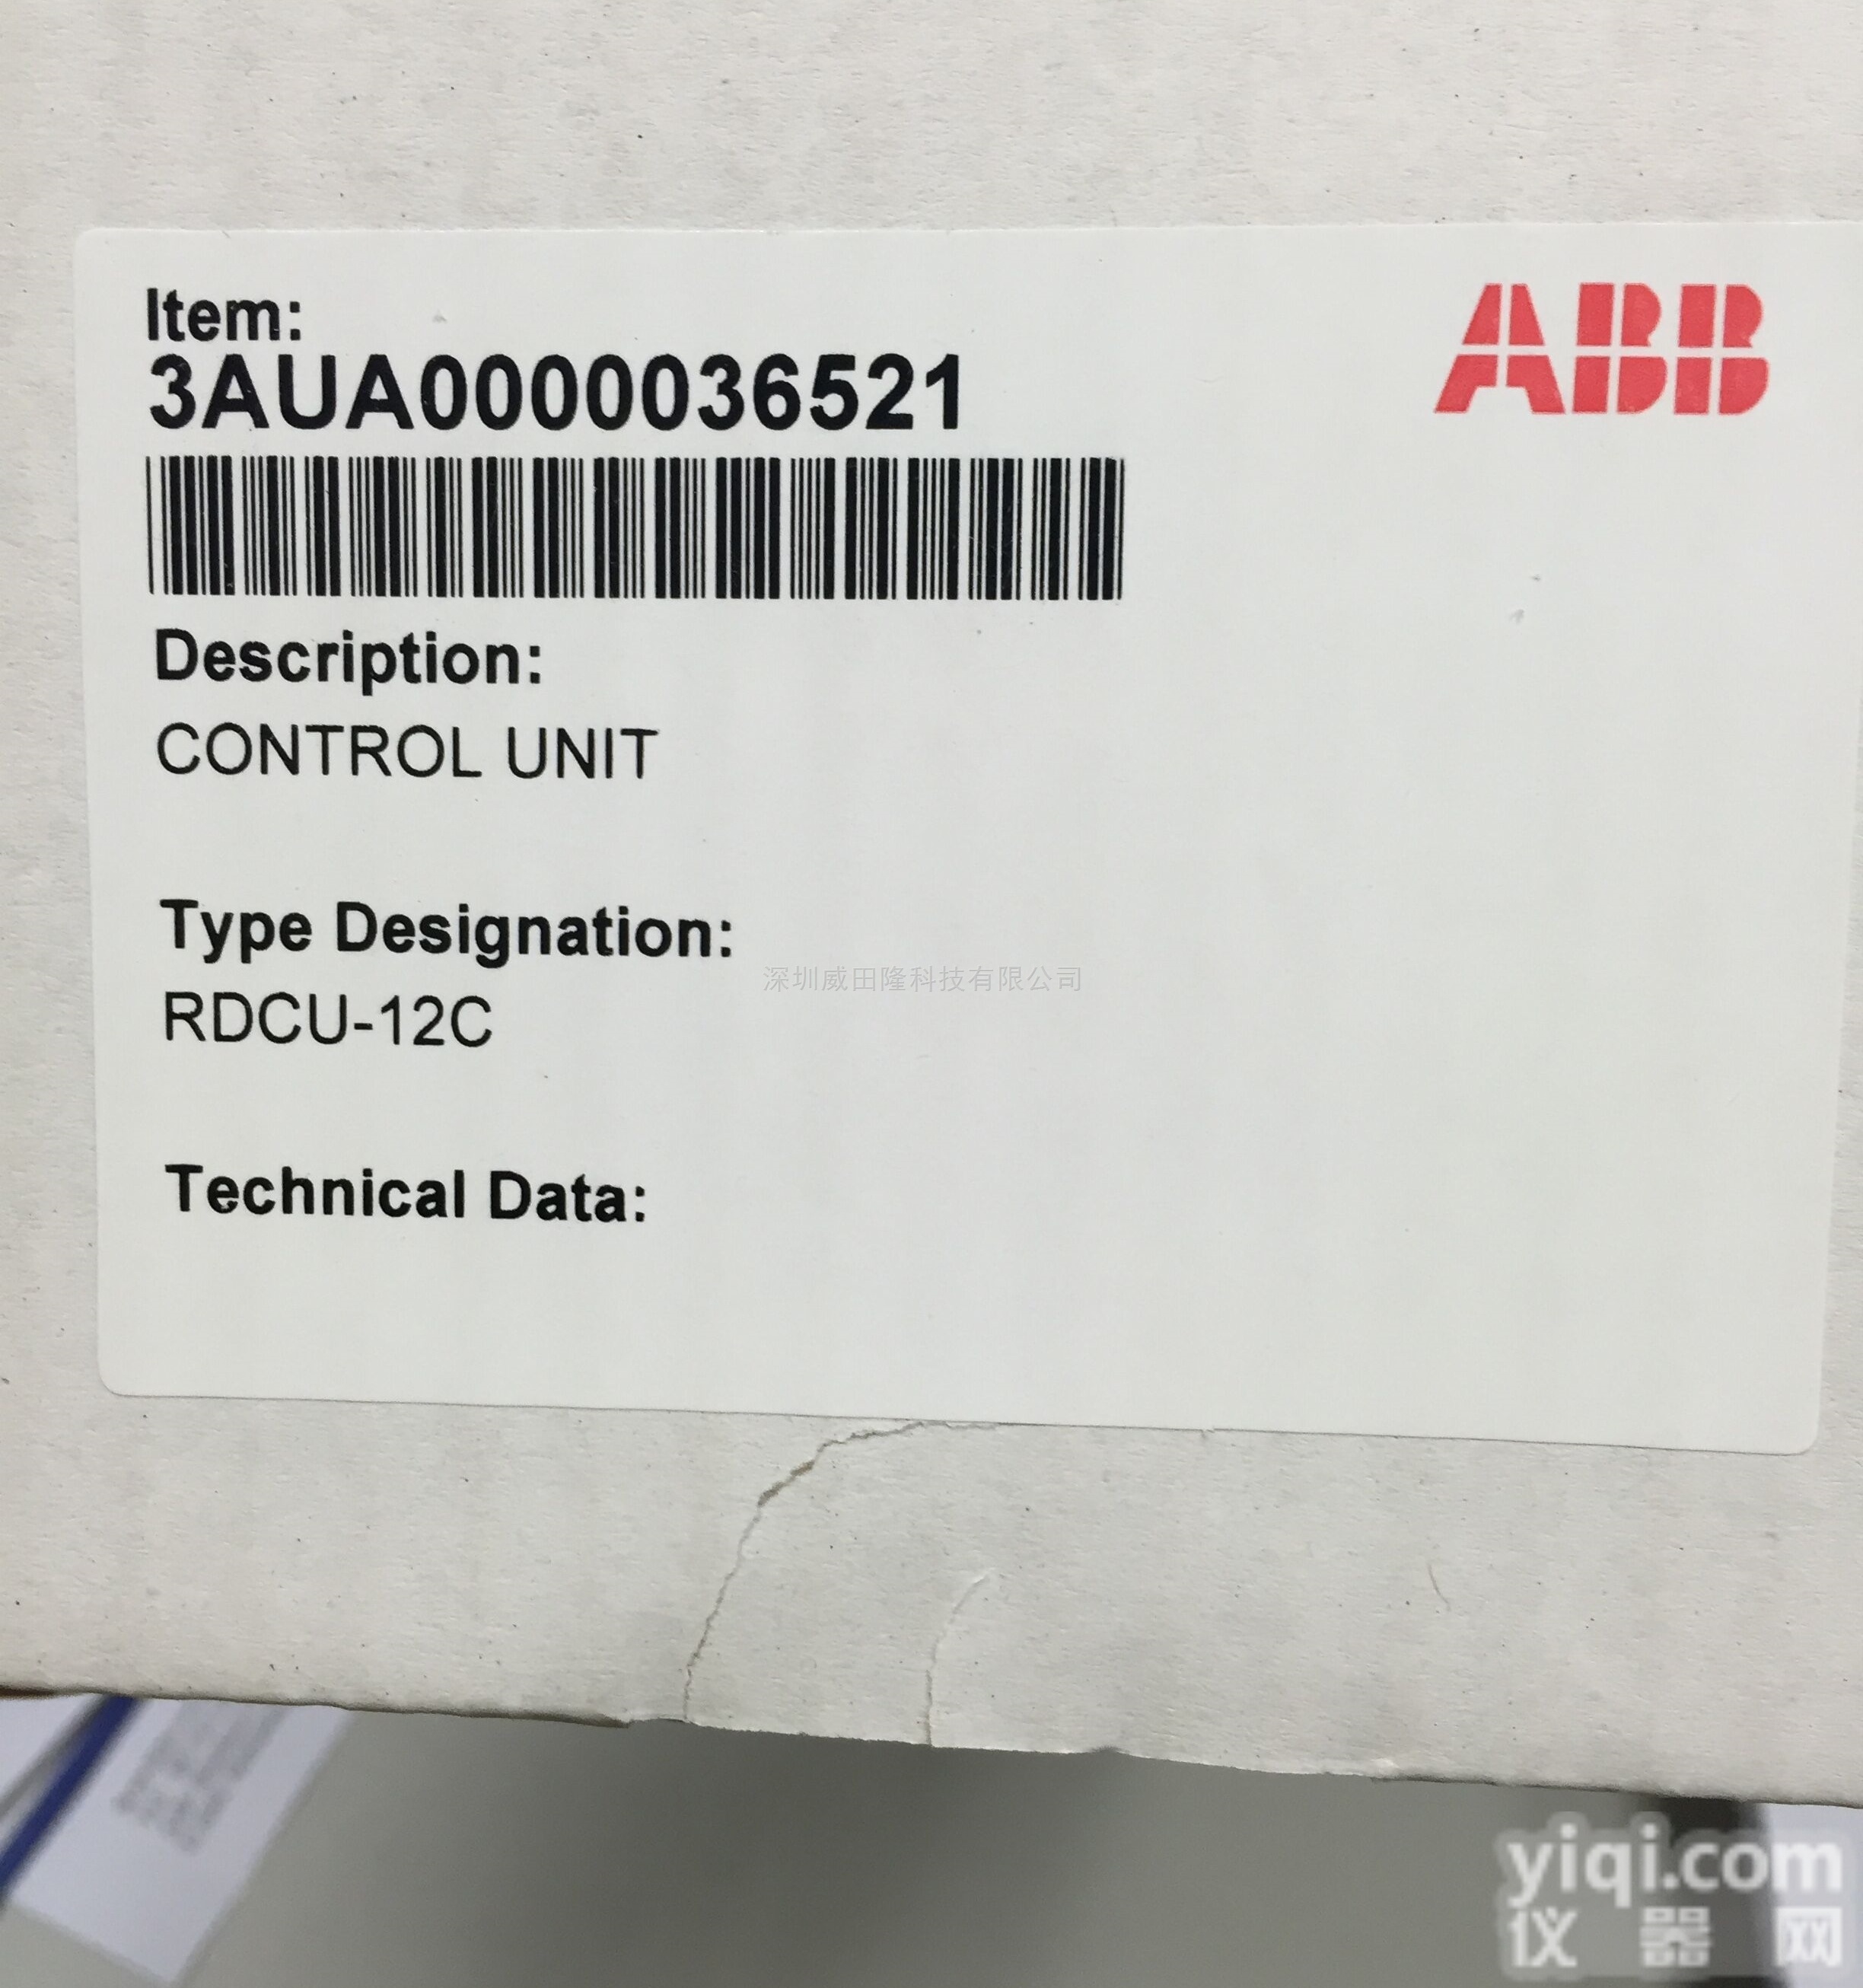 Item:
ABB
3AUA0000036521
Description:
CONTROL UNIT
Type Designation:
深圳威田隆科技有限公司
RDCU-12C
Technical Data:
yiqi.com
仪器网